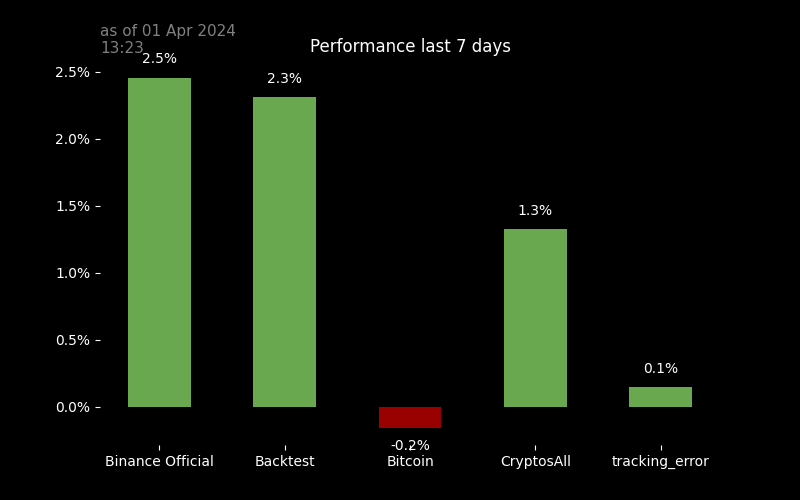 as of 01 Apr 2024
13:23
Performance last 7 days
2.5%
2.0%
1.5%
1.0%
0.5%
0.0%
2.5%
2.3%
-0.2%
1.3%
0.1%
Binance Official
Backtest
Bitcoin
CryptosAll
tracking_error